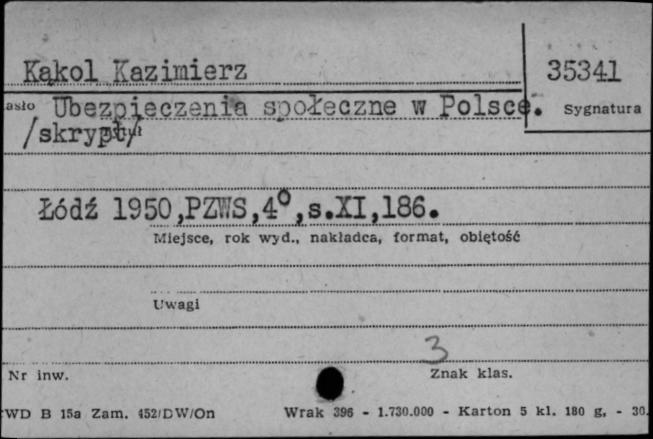 Kąkol Kazimierz
35341
asło Ubezpieczenia społeczne w Polsce.
Sygnatura
/skrypt/
Łódź 1950,PZWS,4°,s.XI,186.
Miejsce, rok wyd., nakładca, format, obiętość
Uwagi
3
Nr inw.
Znak klas.
WD B 15a Zam. 452/DW/On Wrak 396 - 1.730.000 - Karton 5 kl. 180 g, - 30.